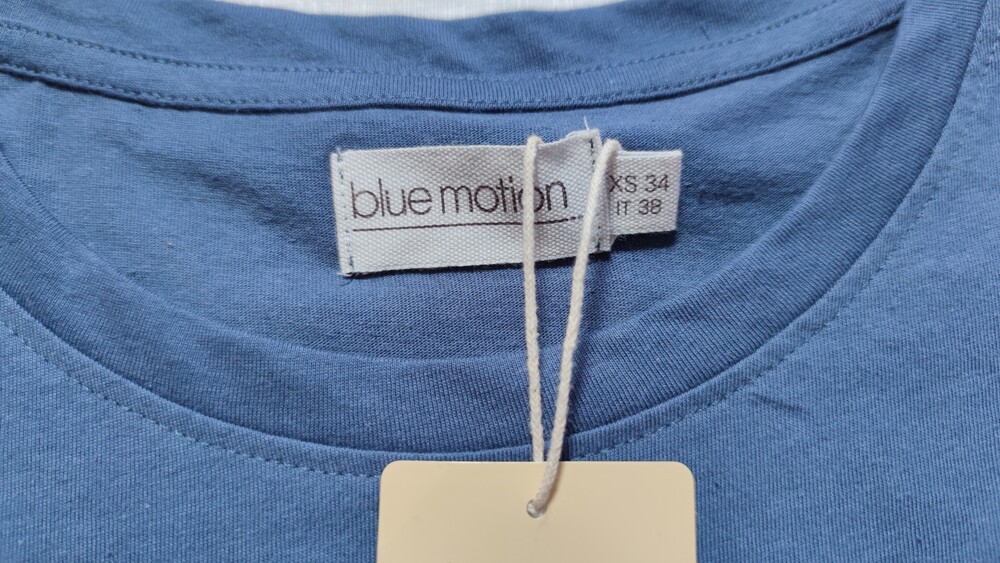 blue motion
XS 34
IT 38